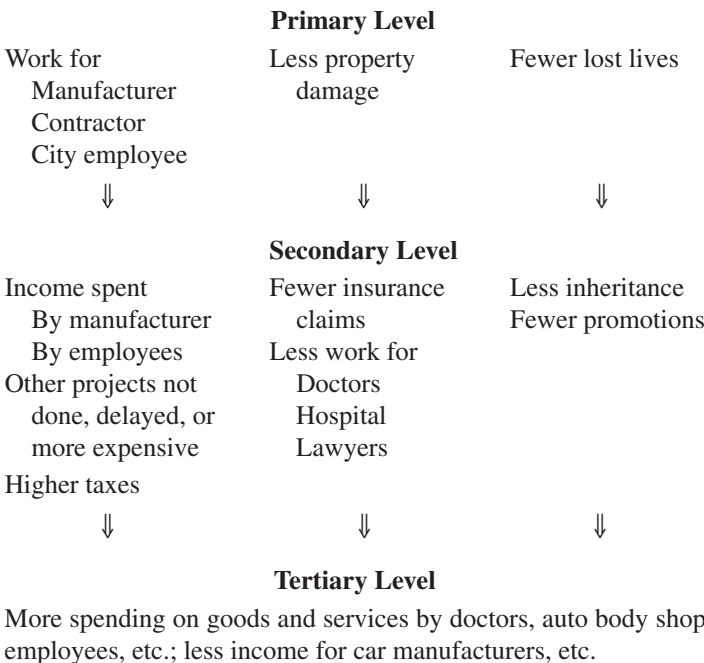 Primary Level
Work for
Manufacturer
Contractor
City employee
Less property
damage
Fewer lost lives
⇓ ⇓ ⇓
Secondary Level
Income spent
By manufacturer
By employees
Other projects not
done, delayed, or
more expensive
Higher taxes
Fewer insurance
claims
Less work for
Doctors
Hospital
Lawyers
Less inheritance
Fewer promotions
⇓ ⇓ ⇓
Tertiary Level
More spending on goods and services by doctors, auto body shop
employees, etc.; less income for car manufacturers, etc.